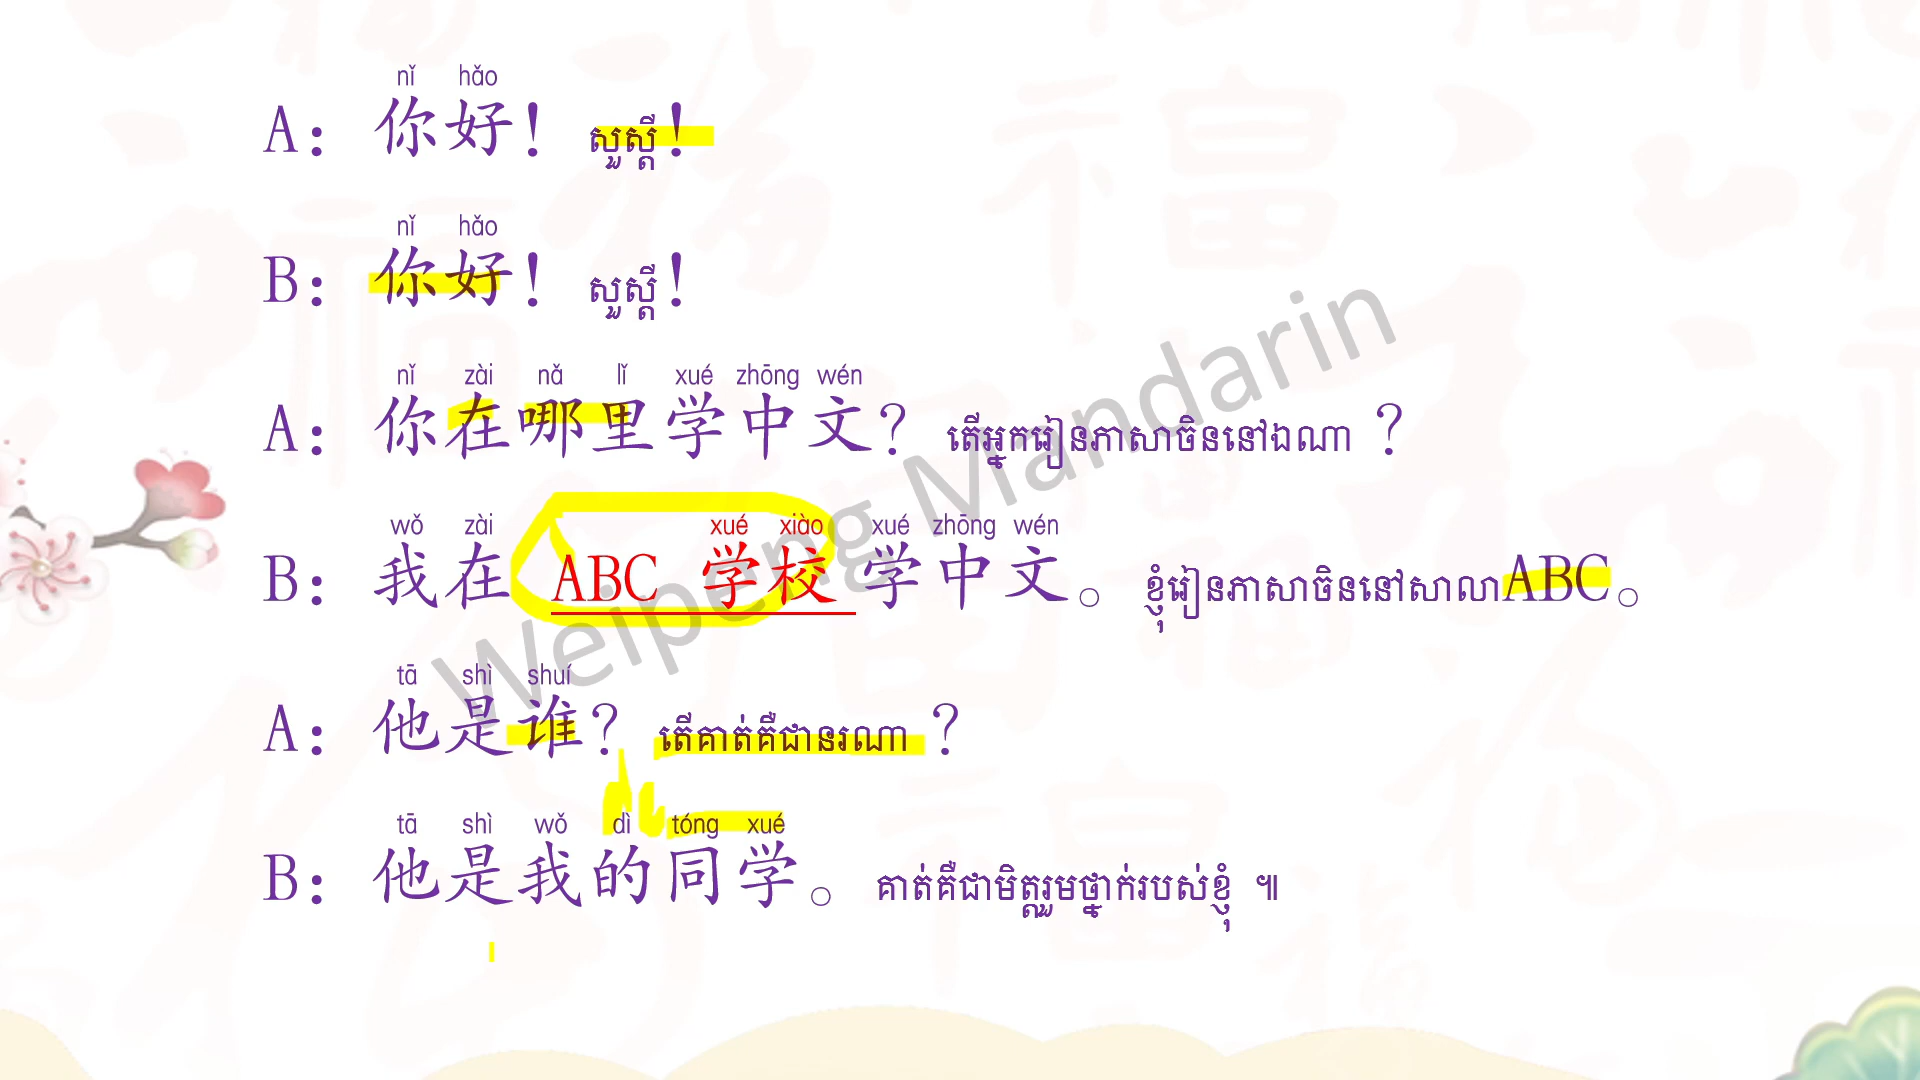 nǐ hǎo
A：你好！ សួស្តី！
nǐ hǎo
B：你好！ សួស្តី！
nǐ zài nǎ lǐ xué zhōng wén
A：你在哪里学中文？ តើអ្នករៀនភាសាចិននៅឯណា ？
wǒ zài xué xiào xué zhōng wén
B：我在 ABC 学校 学中文。 ខ្ញុំរៀនភាសាចិននៅសាលាABC。
tā shì shuí
A：他是谁？ តើគាត់គឺជានរណា ？
tā shì wǒ dì tóng xué
B：他是我的同学。 គាត់គឺជាមិត្តរួមថ្នាក់របស់ខ្ញុំ ៕
Weipeng Mandarin